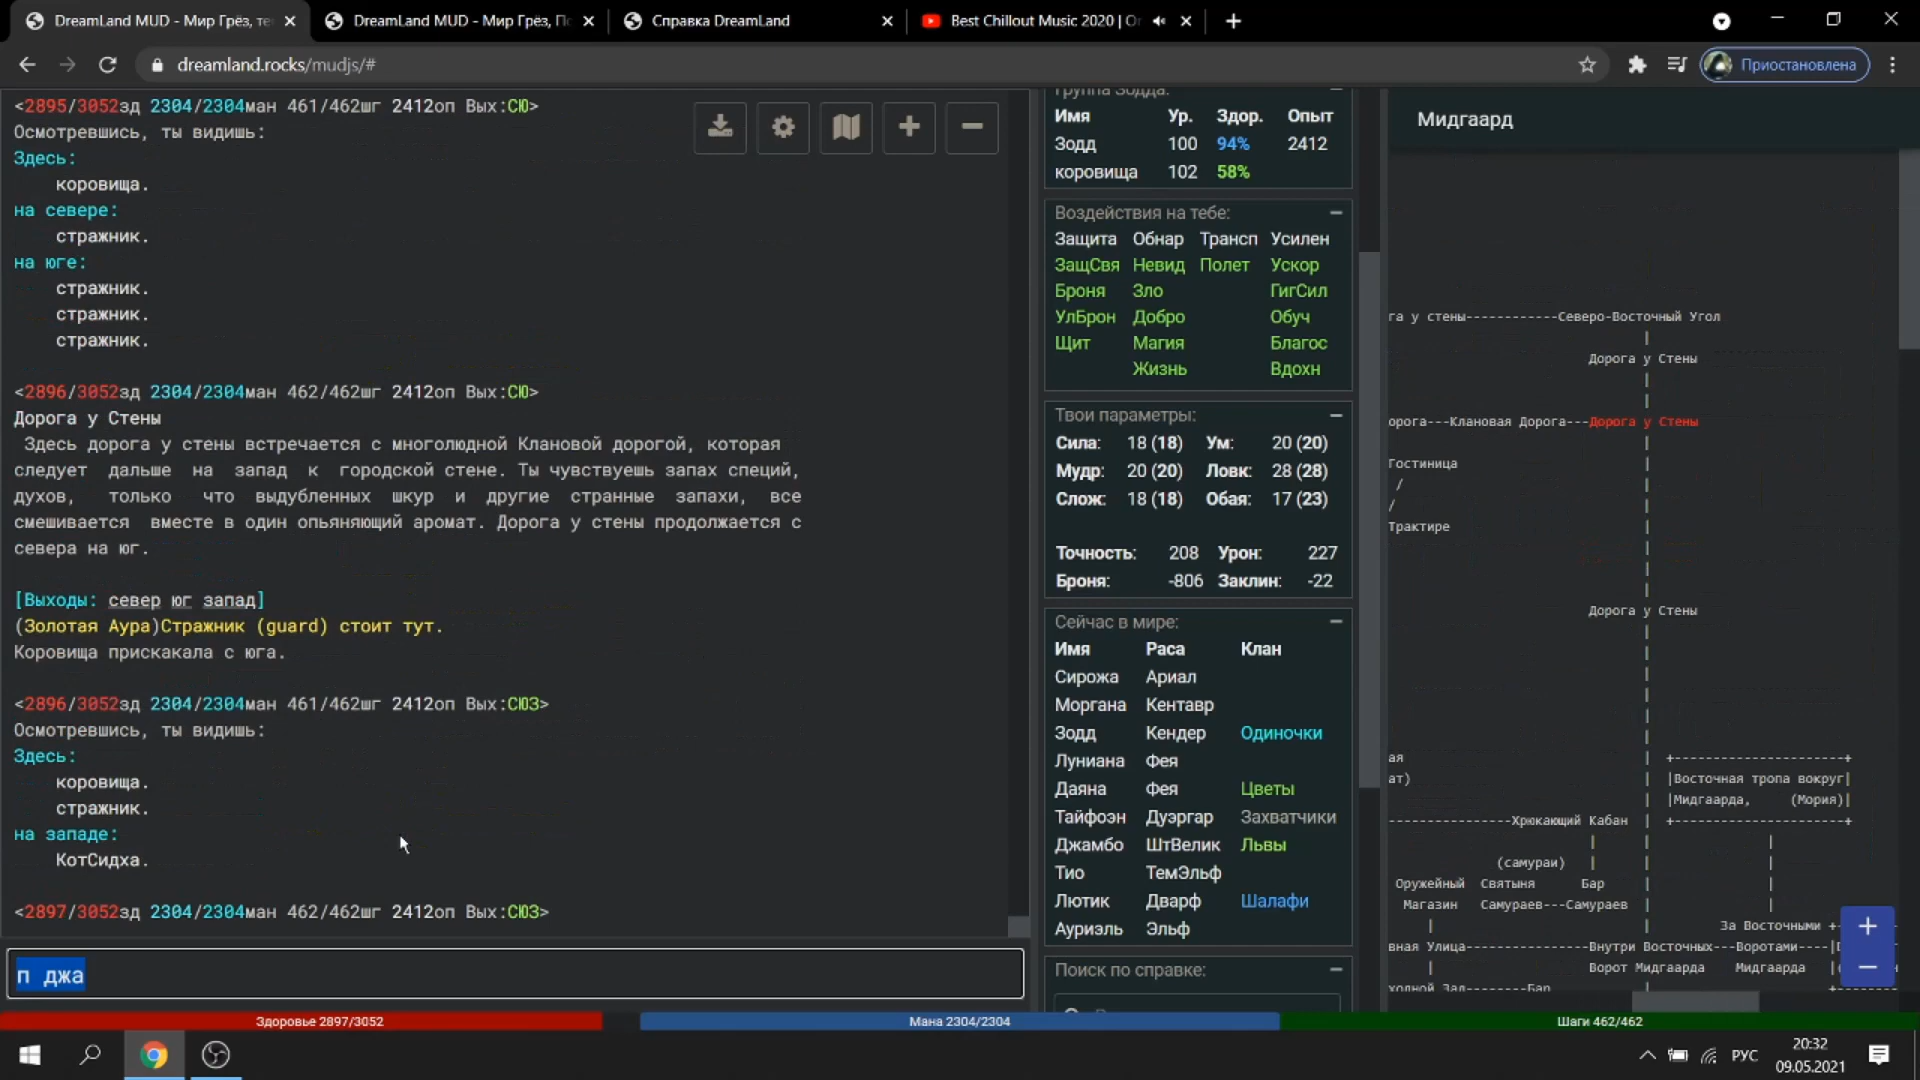 DreamLand MUD - Мир Грёз, те
DreamLand MUD - Мир Грёз, П
Справка DreamLand
Best Chillout Music 2020 | O
dreamland.rocks/mudjs/#
Приостановлена
<2895/3052зд 2304/2304ман 461/462шг 2412оп Вых:СЮ>
Осмотревшись, ты видишь:
Здесь:
коровища.
на севере:
стражник.
на юге:
стражник.
стражник.
стражник.
<2896/3052зд 2304/2304ман 462/462шг 2412оп Вых:СЮ>
Дорога у Стены
Здесь дорога у стены встречается с многолюдной Клановой дорогой, которая
следует дальше на запад к городской стене. Ты чувствуешь запах специй,
духов, только что выдубленных шкур и другие странные запахи, все
смешивается вместе в один опьяняющий аромат. Дорога у стены продолжается с
севера на юг.
[Выходы: север юг запад]
(Золотая Аура)Стражник (guard) стоит тут.
Коровища прискакала с юга.
<2896/3052зд 2304/2304ман 461/462шг 2412оп Вых:СЮЗ>
Осмотревшись, ты видишь:
Здесь:
коровища.
стражник.
на западе:
КотСидха.
<2897/3052зд 2304/2304ман 462/462шг 2412оп Вых:СЮЗ>
п джа
Группа Зодда:
Имя Ур. Здор. Опыт
Зодд 100 94% 2412
коровища 102 58%
Воздействия на тебе:
Защита Обнар Трансп Усилен
ЗащСвя Невид Полет Ускор
Броня Зло ГигСил
УлБрон Добро Обуч
Щит Магия Благос
Жизнь Вдохн
Твои параметры:
Сила: 18 (18) Ум: 20 (20)
Мудр: 20 (20) Ловк: 28 (28)
Слож: 18 (18) Обая: 17 (23)
Точность: 208 Урон: 227
Броня: -806 Заклин: -22
Сейчас в мире:
Имя Раса Клан
Сирожа Ариал
Моргана Кентавр
Зодд Кендер Одиночки
Луниана Фея
Даяна Фея Цветы
Тайфоэн Дуэргар Захватчики
Джамбо ШтВелик Львы
Тио ТемЭльф
Лютик Дварф Шалафи
Ауриэль Эльф
Поиск по справке:
Мидгаард
га у стены------------Северо-Восточный Угол
Дорога у Стены
орога---Клановая Дорога---Дорога у Стены
Гостиница
/
/
Трактире
Дорога у Стены
ая +----------------------+
ат) |Восточная тропа вокруг|
|Мидгаарда, (Мория)|
----------------Хрюкающий Кабан +----------------------+
(самураи)
Оружейный Святыня Бар
Магазин Самураев---Самураев
За Восточными +-
вная Улица----------------Внутри Восточных---Воротами----|
Ворот Мидгаарда Мидгаарда
ходной Зал--------Бар
Здоровье 2897/3052
Мана 2304/2304
Шаги 462/462
РУС
20:32
09.05.2021